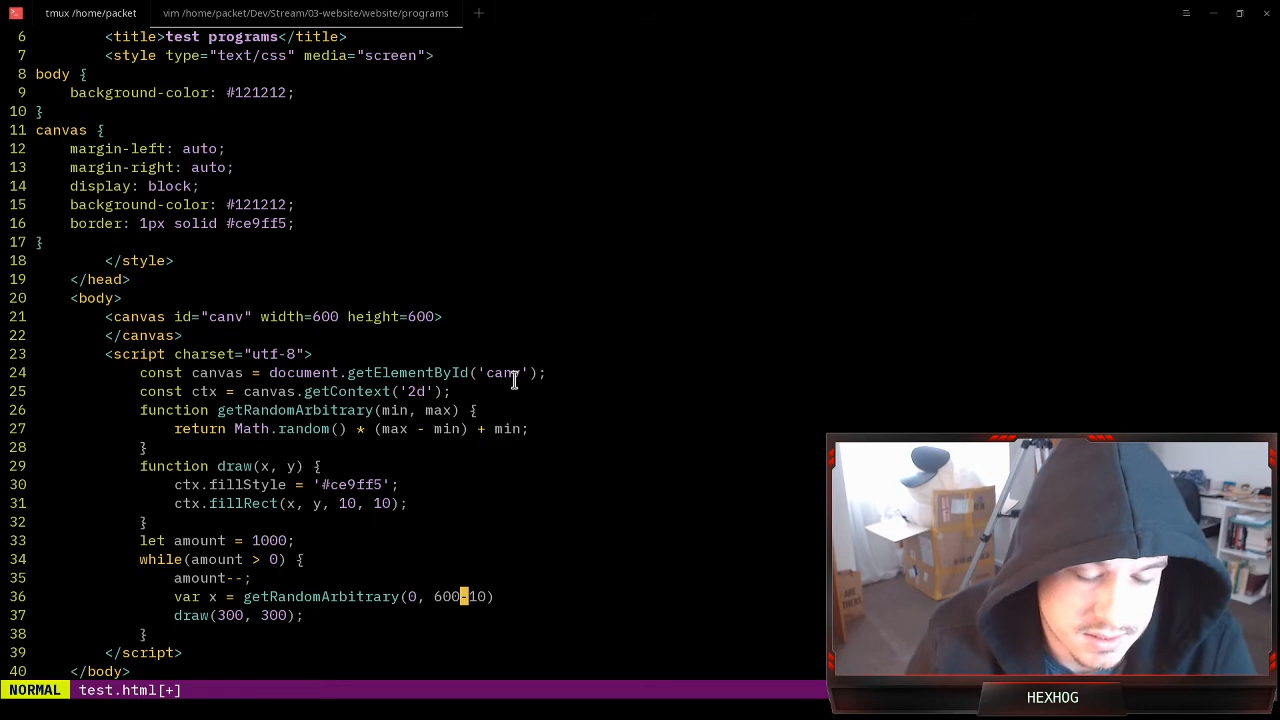 tmux /home/packet
vim /home/packet/Dev/Stream/03-website/website/programs
6 <title>test programs</title>
7 <style type="text/css" media="screen">
8 body {
9 background-color: #121212;
10 }
11 canvas {
12 margin-left: auto;
13 margin-right: auto;
14 display: block;
15 background-color: #121212;
16 border: 1px solid #ce9ff5;
17 }
18 </style>
19 </head>
20 <body>
21 <canvas id="canv" width=600 height=600>
22 </canvas>
23 <script charset="utf-8">
24 const canvas = document.getElementById('canv');
25 const ctx = canvas.getContext('2d');
26 function getRandomArbitrary(min, max) {
27 return Math.random() * (max - min) + min;
28 }
29 function draw(x, y) {
30 ctx.fillStyle = '#ce9ff5';
31 ctx.fillRect(x, y, 10, 10);
32 }
33 let amount = 1000;
34 while(amount > 0) {
35 amount--;
36 var x = getRandomArbitrary(0, 600-10)
37 draw(300, 300);
38 }
39 </script>
40 </body>
NORMAL test.html[+]
ARE THERE
HEXHOG